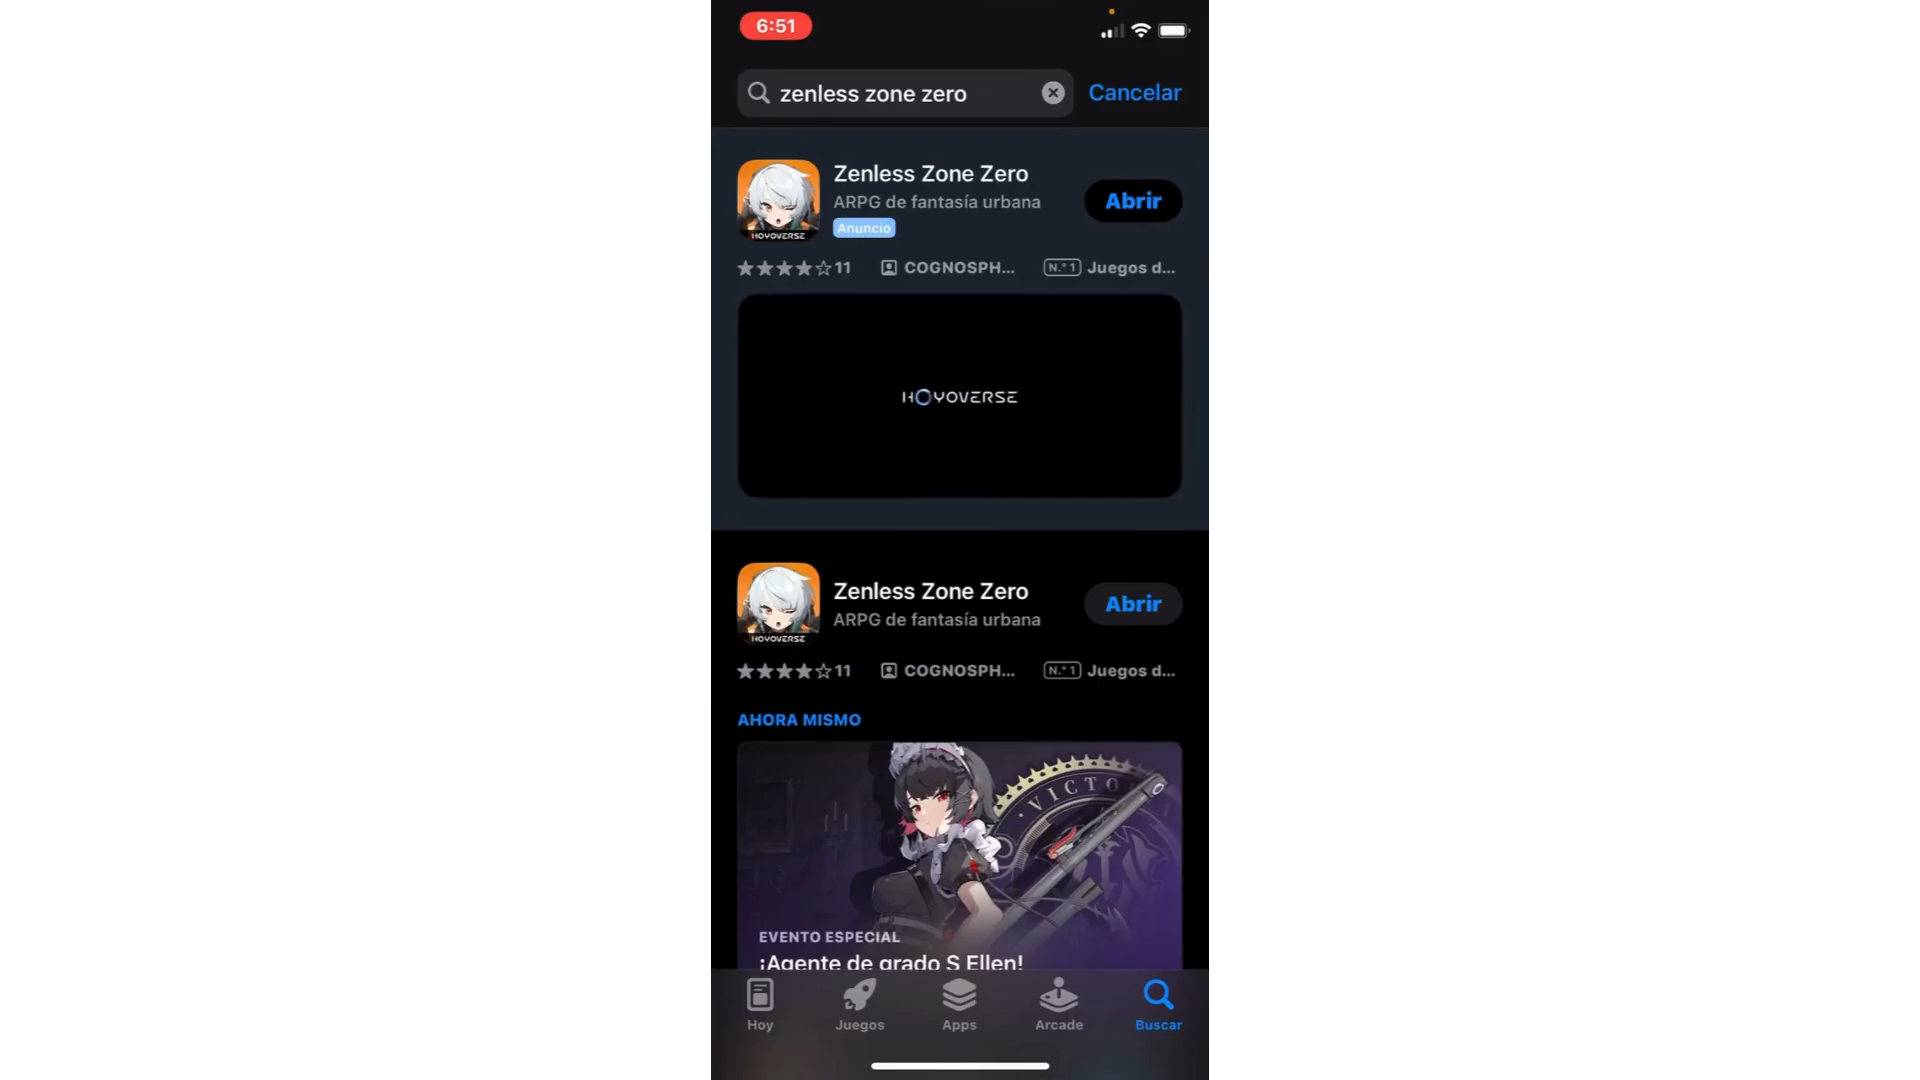 6:51
zenless zone zero
Cancelar
Zenless Zone Zero
ARPG de fantasía urbana
Abrir
Anuncio
HOYOVERSE
11
COGNOSPH...
N.º 1
Juegos d...
HOYOVERSE
Zenless Zone Zero
ARPG de fantasía urbana
Abrir
HOYOVERSE
11
COGNOSPH...
N.º 1
Juegos d...
AHORA MISMO
VICTO
EVENTO ESPECIAL
¡Agente de grado S Ellen!
Hoy
Juegos
Apps
Arcade
Buscar